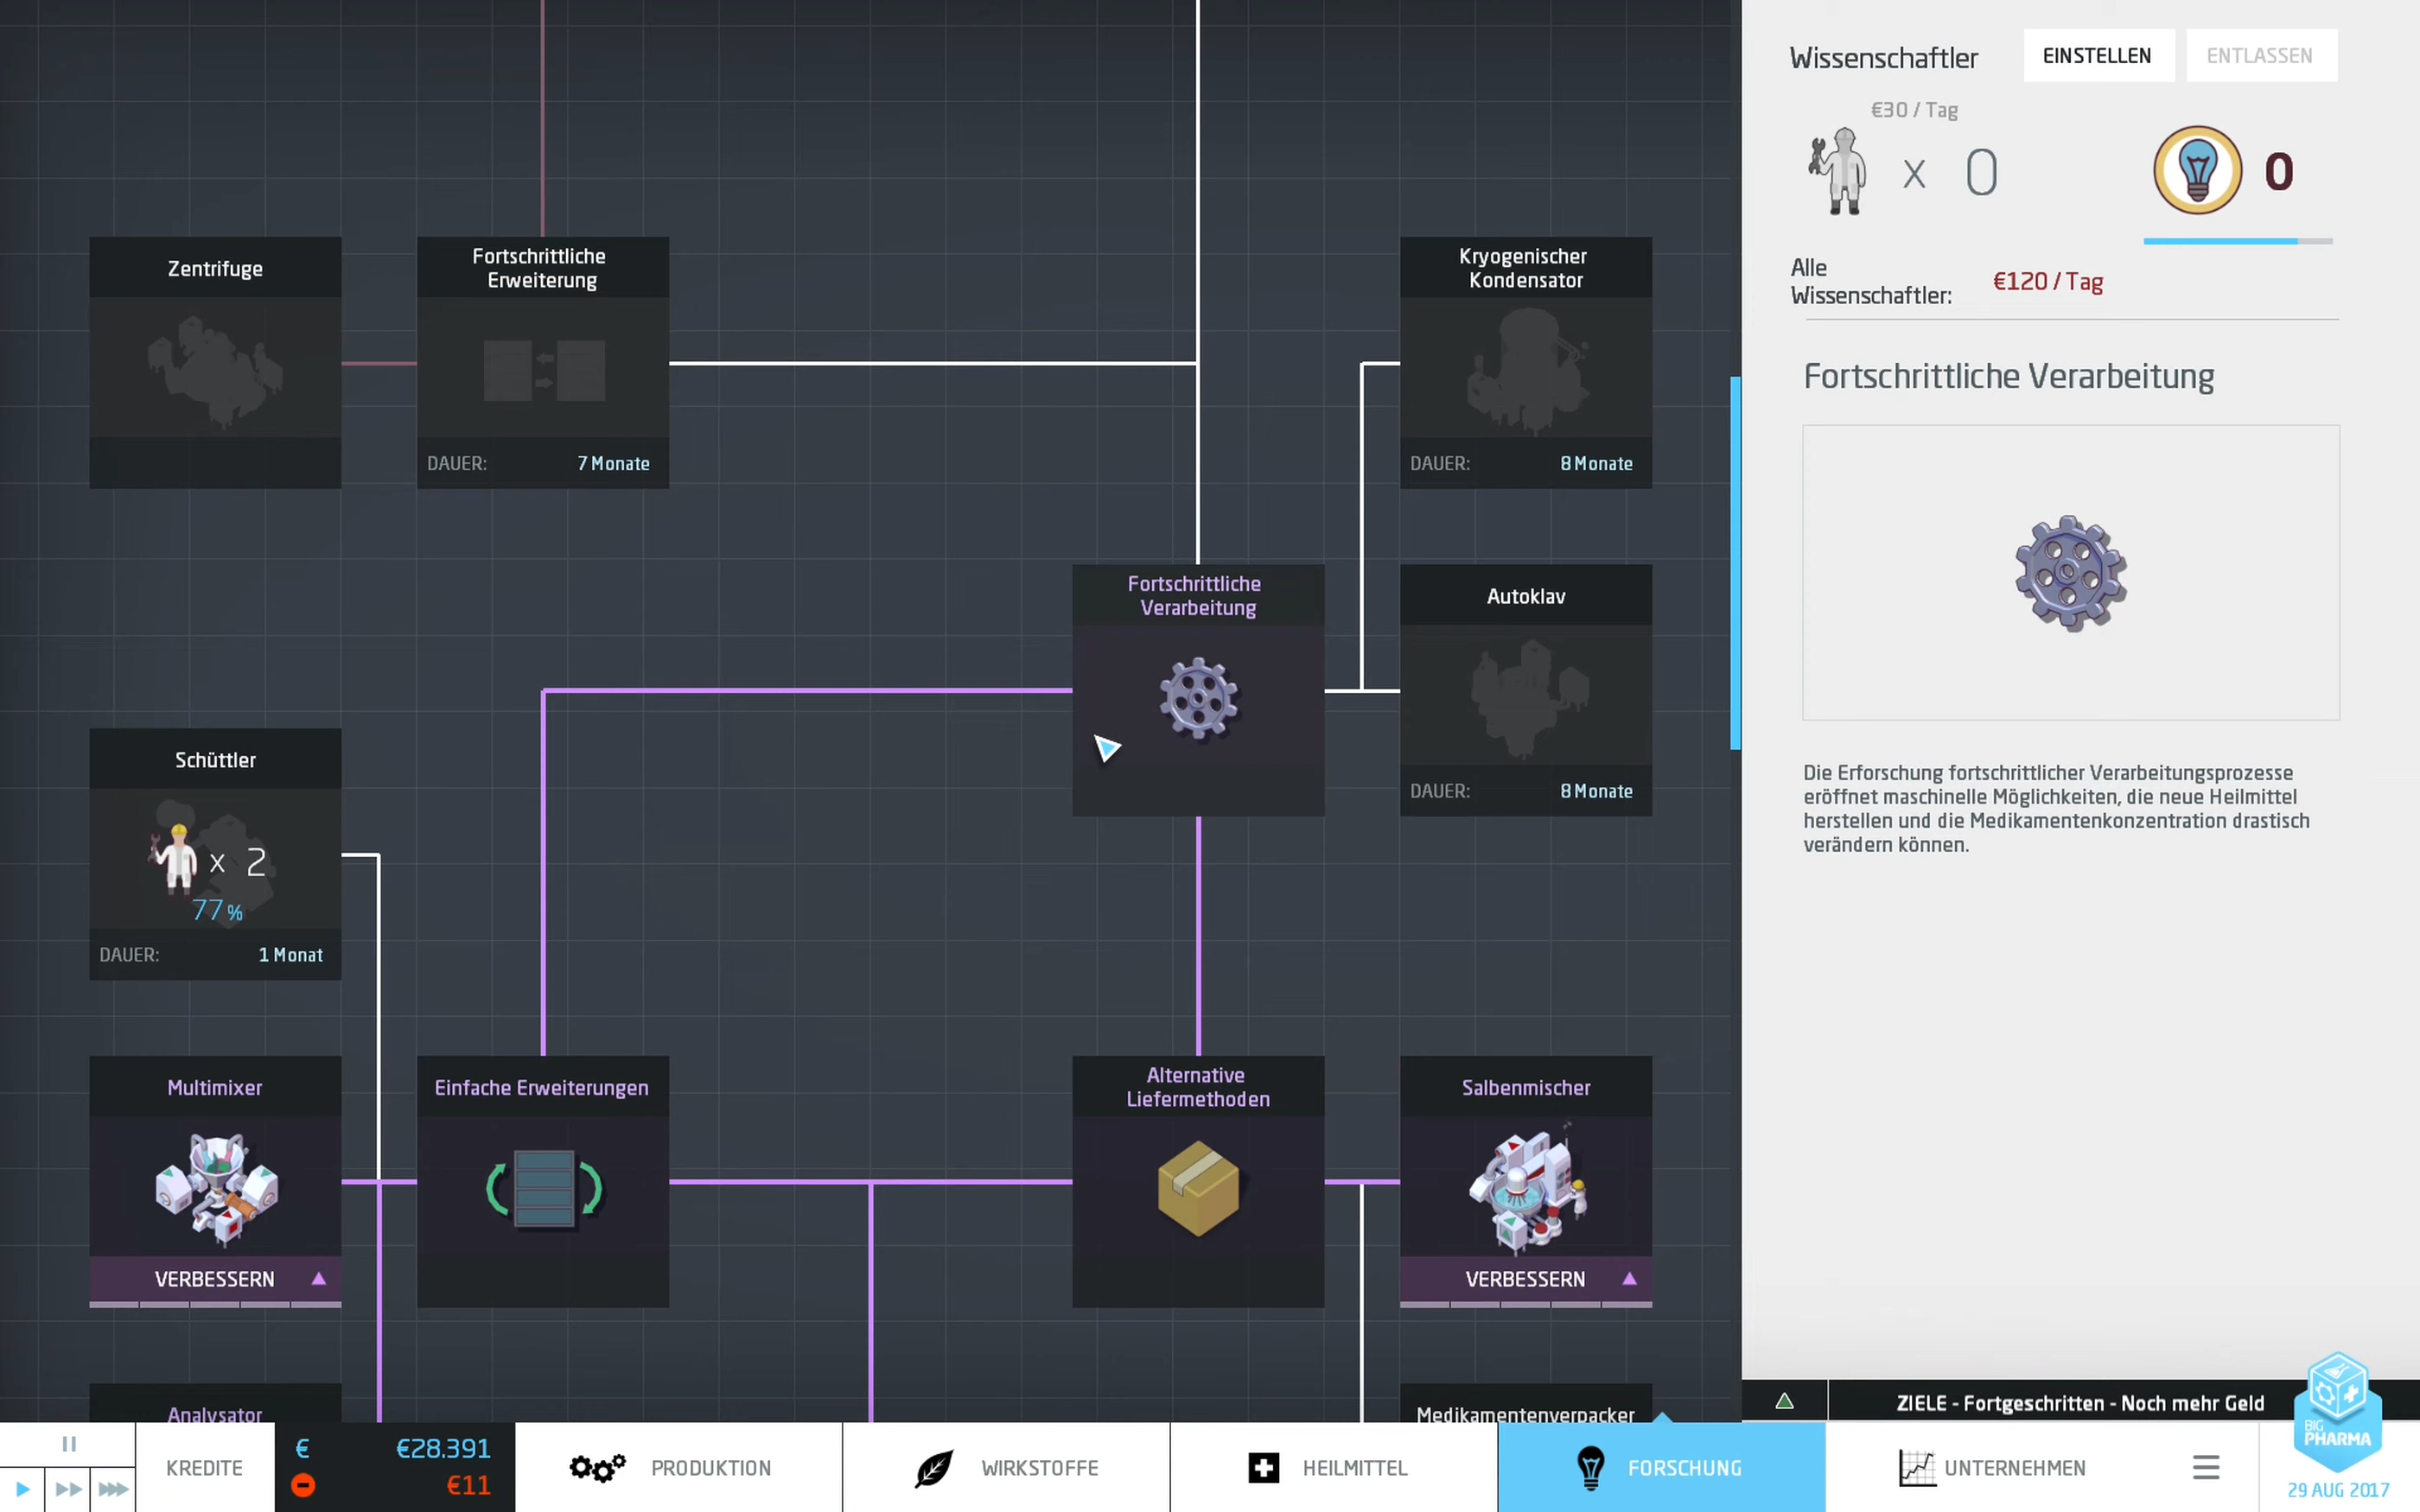 Wissenschaftler
EINSTELLEN
ENTLASSEN
€30 / Tag
x 0
0
Alle
Wissenschaftler:
€120 / Tag
Fortschrittliche Verarbeitung
Die Erforschung fortschrittlicher Verarbeitungsprozesse
eröffnet maschinelle Möglichkeiten, die neue Heilmittel
herstellen und die Medikamentenkonzentration drastisch
verändern können.
Zentrifuge
Fortschrittliche
Erweiterung
DAUER: 7 Monate
Kryogenischer
Kondensator
DAUER: 8 Monate
Fortschrittliche
Verarbeitung
Autoklav
DAUER: 8 Monate
Schüttler
x 2
77%
DAUER: 1 Monat
Multimixer
VERBESSERN
Einfache Erweiterungen
Alternative
Liefermethoden
Salbenmischer
VERBESSERN
Analysator
Medikamentenverpacker
ZIELE - Fortgeschritten - Noch mehr Geld
KREDITE
€ €28.391
€11
PRODUKTION
WIRKSTOFFE
HEILMITTEL
FORSCHUNG
UNTERNEHMEN
BIG
PHARMA
29 AUG 2017